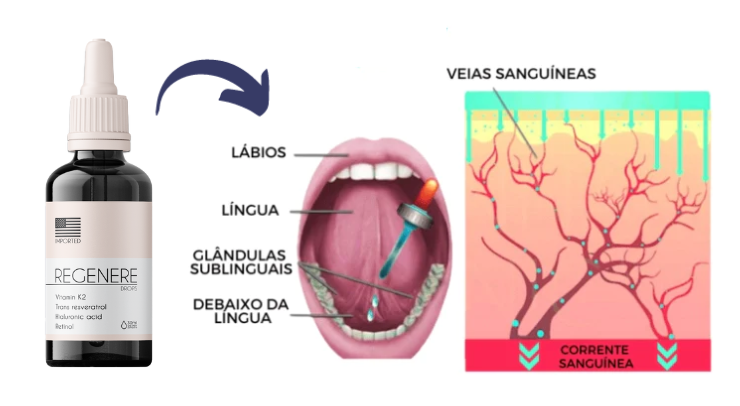 IMPORTED
REGENERE
DROPS
Vitamin K2
Trans resveratrol
Hialuronic acid
Retinol
LÁBIOS
LÍNGUA
GLÂNDULAS
SUBLINGUAIS
DEBAIXO DA
LÍNGUA
VEIAS SANGUÍNEAS
CORRENTE
SANGUÍNEA